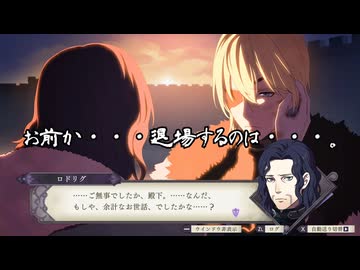 お前か・・・退場するのは・・・。
ロドリグ
……ご無事でしたか、殿下。……なんだ、
もしや、余計なお世話、でしたかな……？
ウインドウ非表示
ログ
X 自動送り切替